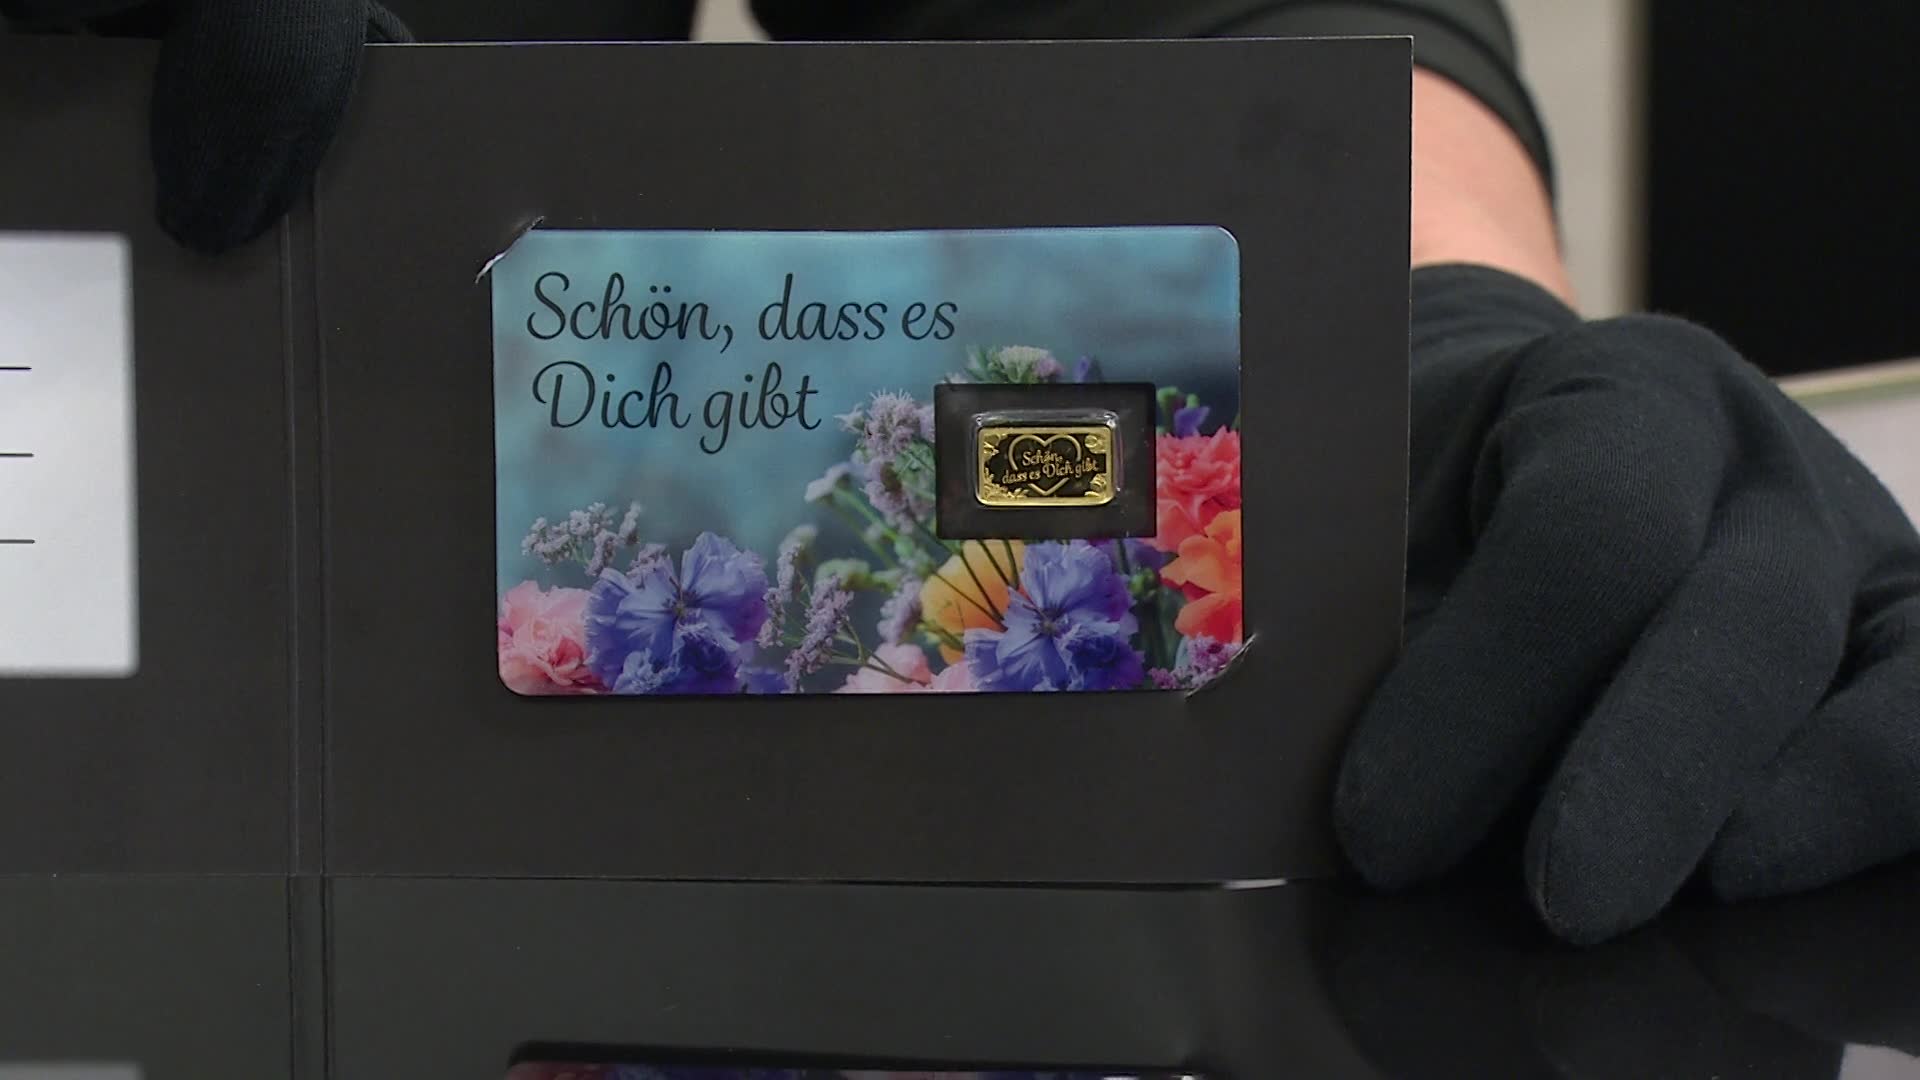 Schön, dass es
Dich gibt
Schön,
dass es Dich gibt